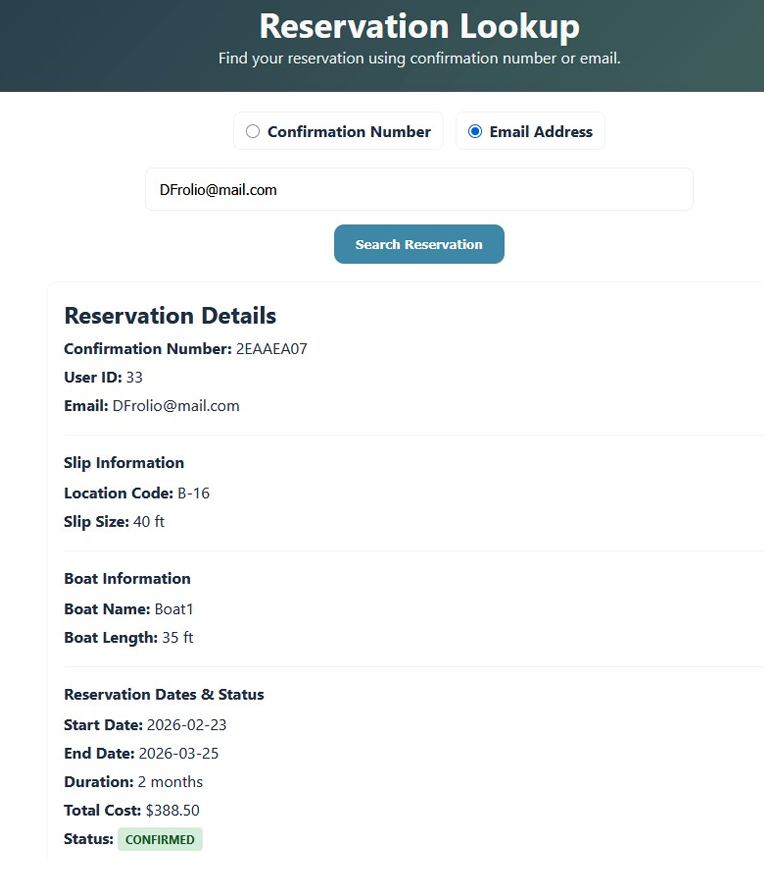 Reservation Lookup
Find your reservation using confirmation number or email.
Confirmation Number
Email Address
DFrolio@mail.com
Search Reservation
Reservation Details
Confirmation Number: 2EAAEA07
User ID: 33
Email: DFrolio@mail.com
Slip Information
Location Code: B-16
Slip Size: 40 ft
Boat Information
Boat Name: Boat1
Boat Length: 35 ft
Reservation Dates & Status
Start Date: 2026-02-23
End Date: 2026-03-25
Duration: 2 months
Total Cost: $388.50
Status: CONFIRMED